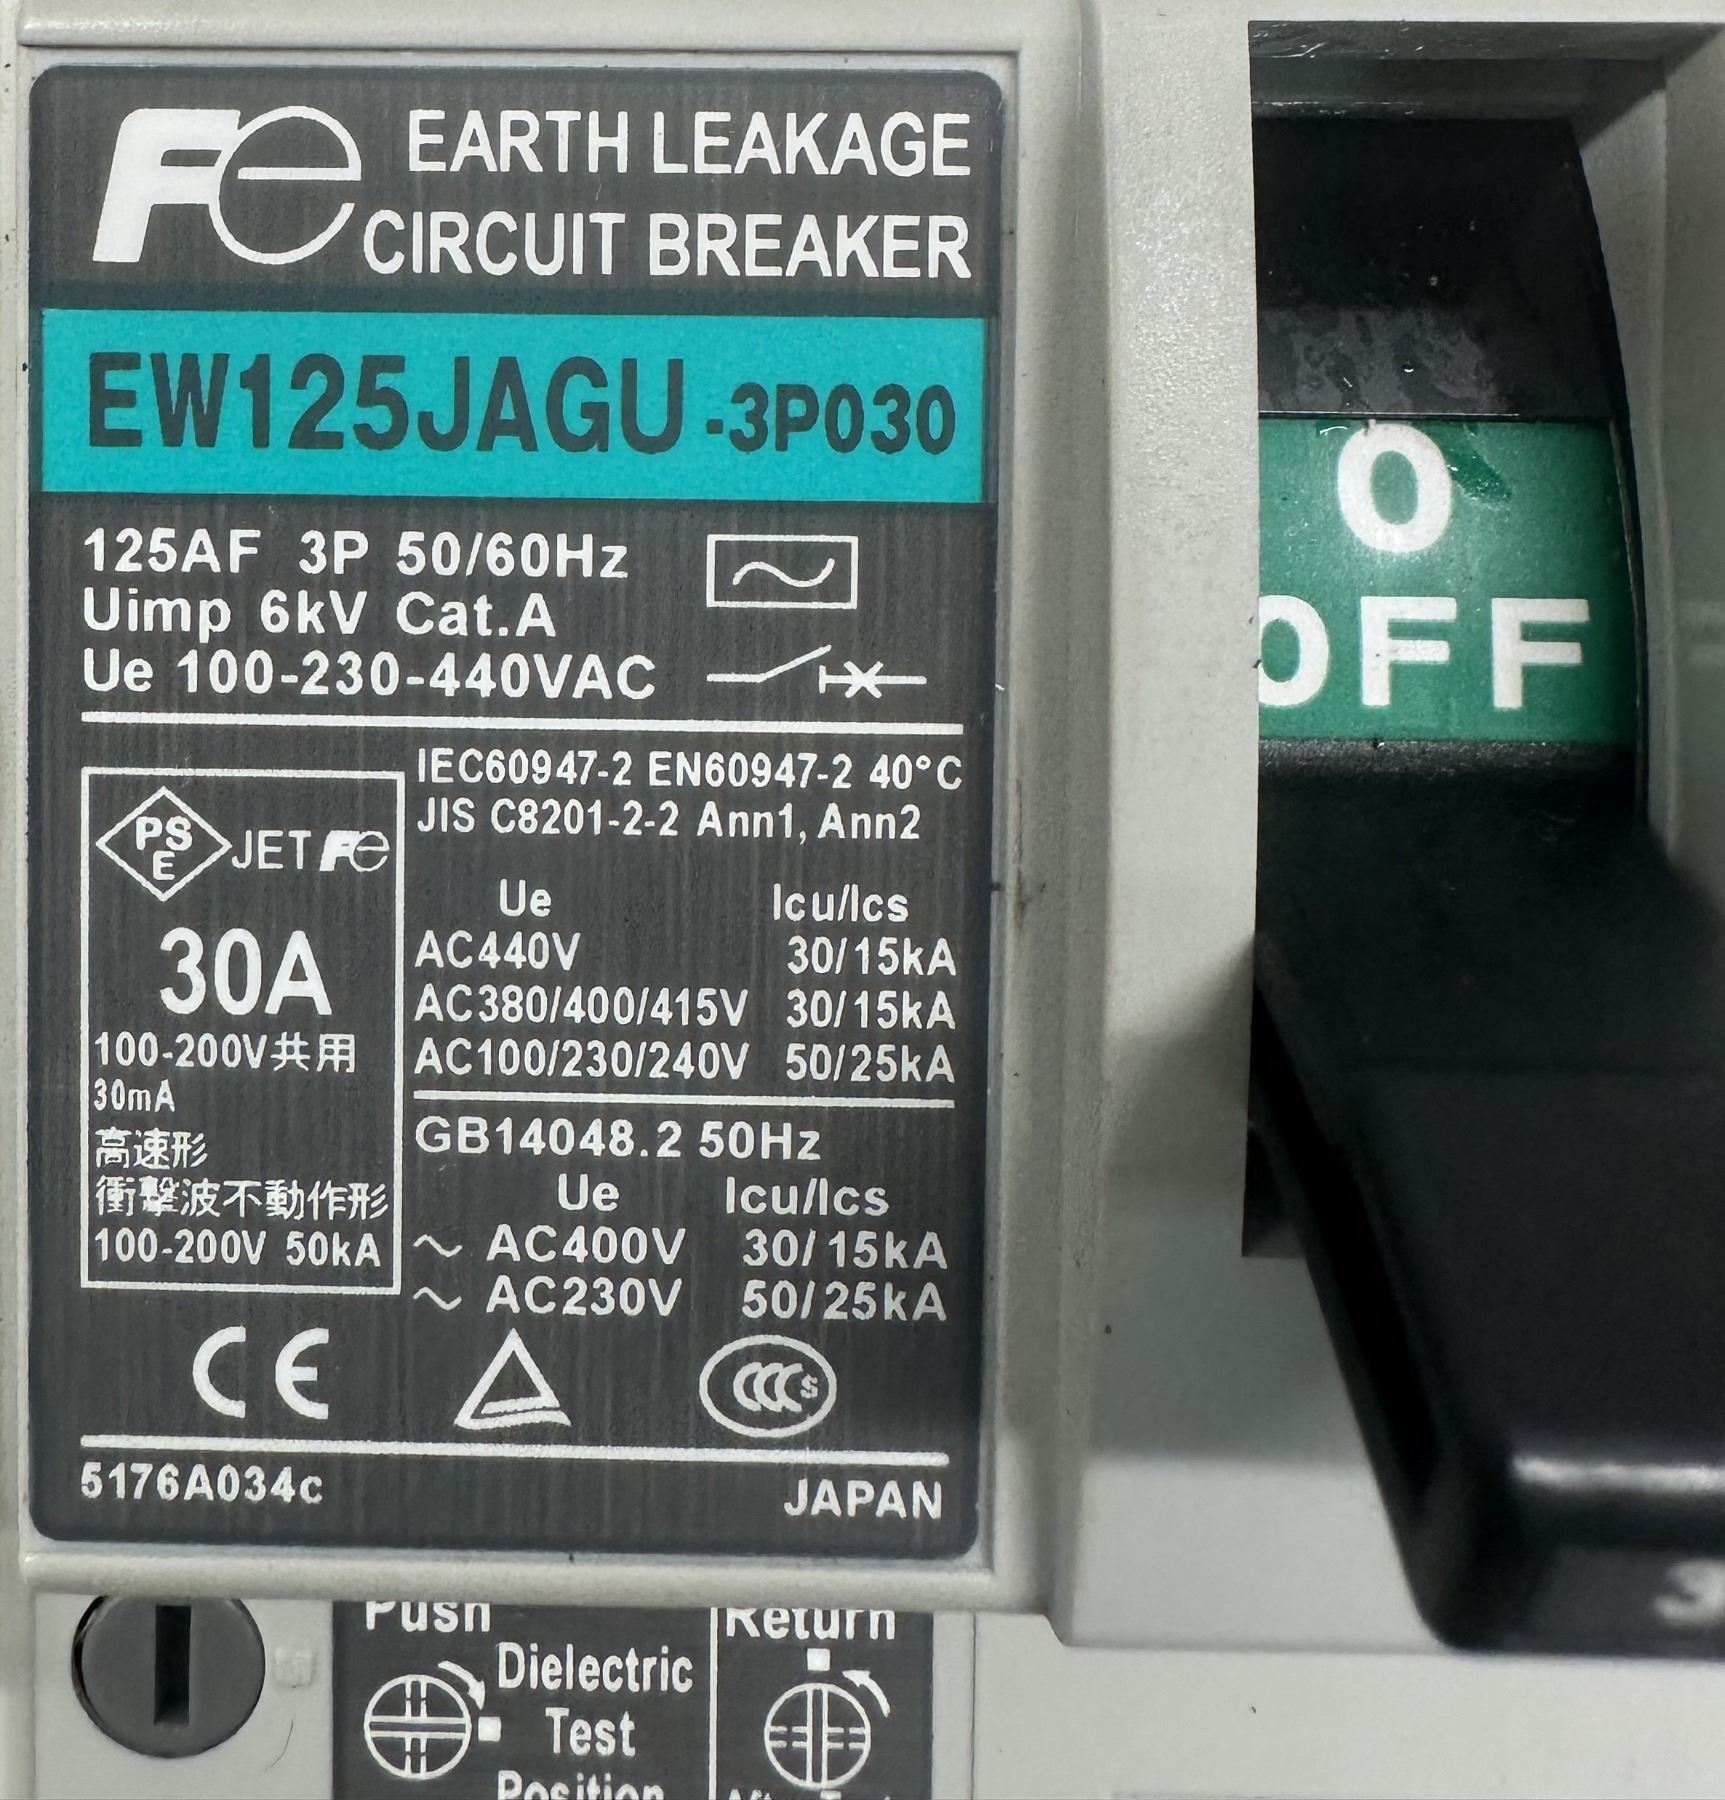 Fe EARTH LEAKAGE
CIRCUIT BREAKER
EW125JAGU-3P030
125AF 3P 50/60Hz
Uimp 6kV Cat.A
Ue 100-230-440VAC
IEC60947-2 EN60947-2 40°C
JIS C8201-2-2 Ann1, Ann2
PS
E
JET Fe
30A
100-200V共用
30mA
高速形
衝撃波不動作形
100-200V 50kA
Ue Icu/Ics
AC440V 30/15kA
AC380/400/415V 30/15kA
AC100/230/240V 50/25kA
GB14048.2 50Hz
Ue Icu/Ics
~ AC400V 30/15kA
~ AC230V 50/25kA
CE
CCC S
5176A034c JAPAN
O
OFF
Push
Dielectric
Test
Position
Return